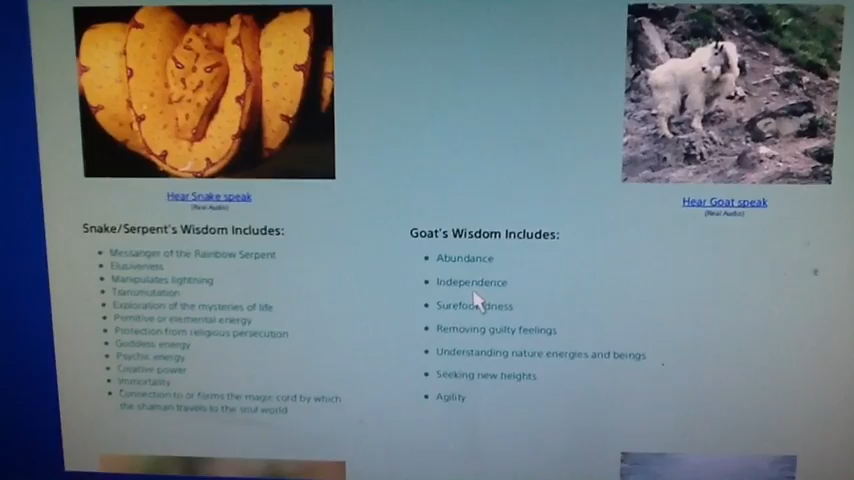 Hear Snake speak
(Real Audio)
Snake/Serpent's Wisdom Includes:
Messanger of the Rainbow Serpent
Elusiveness
Manipulates lightning
Transmutation
Exploration of the mysteries of life
Primitive or elemental energy
Protection from religious persecution
Goddess energy
Psychic energy
Creative power
Immortality
Connection to or forms the magic cord by which
the shaman travels to the soul world
Hear Goat speak
(Real Audio)
Goat's Wisdom Includes:
Abundance
Independence
Surefootedness
Removing guilty feelings
Understanding nature energies and beings
Seeking new heights
Agility